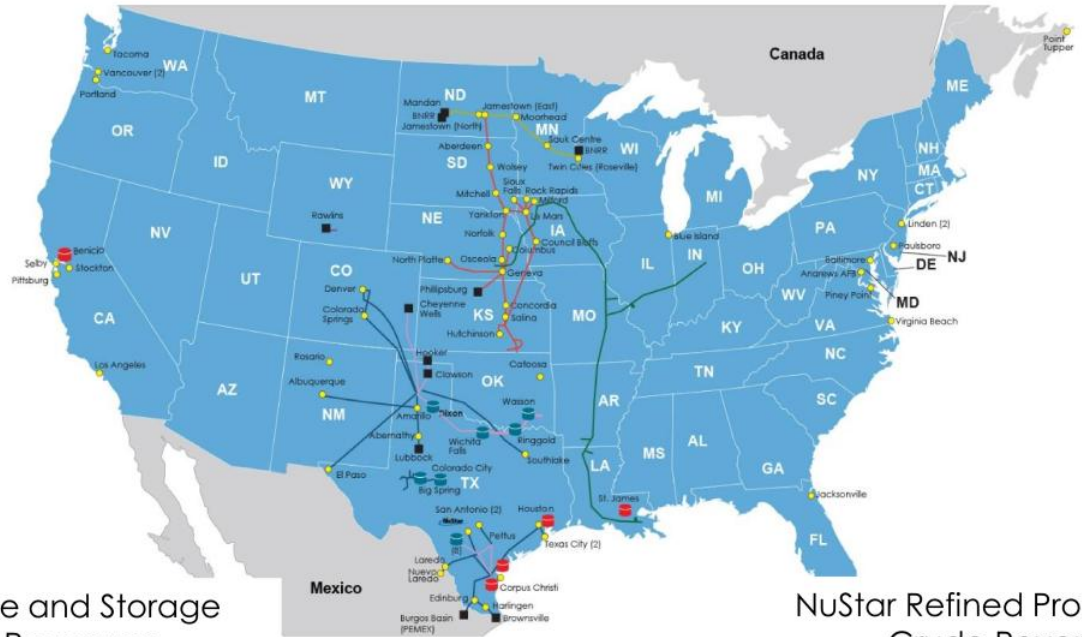 Canada
Point
Tupper
Tacoma
WA
Vancouver (2)
Portland
MT
ND
Mandan
BNRR
Jamestown (East)
Jamestown (North)
Moorhead
MN
Sauk Centre
BNRR
Twin Cities (Roseville)
WI
ME
NH
MA
CT
NY
OR
ID
WY
SD
Aberdeen
Wolsey
Mitchell
Sioux
Falls
Rock Rapids
Milford
Yankton
Le Mars
MI
Rawlins
NE
Norfolk
IA
Council Bluffs
Columbus
Osceola
North Platte
Geneva
Blue Island
PA
Linden (2)
Paulsboro
NJ
DE
Baltimore
Andrews AFB
Piney Point
MD
Virginia Beach
NV
UT
CO
Benicia
Selby
Stockton
Pittsburg
CA
Denver
Colorado
Springs
Phillipsburg
Cheyenne
Wells
KS
Concordia
Salina
Hutchinson
MO
IL
IN
OH
WV
VA
KY
Los Angeles
AZ
NM
Rosario
Albuquerque
Hooker
Clawson
OK
Catoosa
Amarillo
Dixon
Wasson
Abernathy
Lubbock
Wichita
Falls
Ringgold
Southlake
AR
TN
NC
SC
MS
AL
GA
LA
El Paso
Colorado City
Big Spring
TX
San Antonio (2)
NuStar
Pettus
(8)
Houston
Texas City (2)
St. James
Jacksonville
FL
Laredo
Nuevo
Laredo
Corpus Christi
Edinburg
Harlingen
Burgos Basin
(PEMEX)
Brownsville
Mexico
e and Storage
NuStar Refined Pro